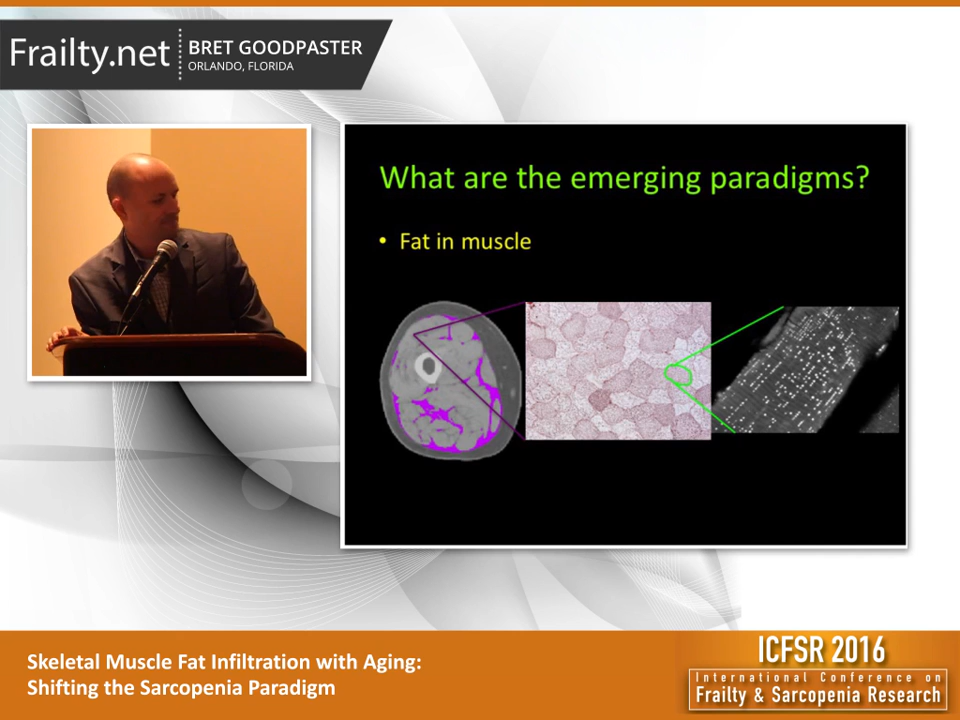 Frailty.net
BRET GOODPASTER
ORLANDO, FLORIDA
What are the emerging paradigms?
• Fat in muscle
Skeletal Muscle Fat Infiltration with Aging:
Shifting the Sarcopenia Paradigm
ICFSR 2016
International Conference on
Frailty & Sarcopenia Research